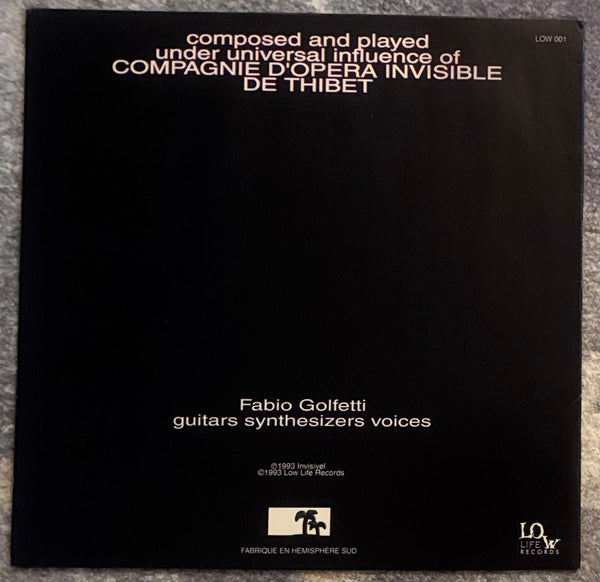 composed and played
under universal influence of
COMPAGNIE D'OPERA INVISIBLE
DE THIBET
LOW 001
Fabio Golfetti
guitars synthesizers voices
℗1993 Invisível
©1993 Low Life Records
FABRIQUE EN HEMISPHERE SUD
LOW
LIFE
RECORDS